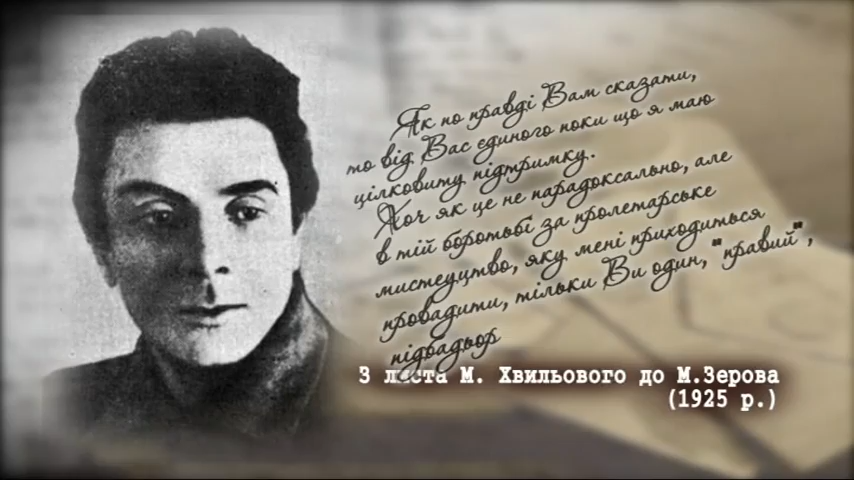 Як по правді Вам сказати,
то від Вас єдиного поки що я маю
цілковиту підтримку.
Хоч як це не парадоксально, але
в тій боротьбі за пролетарське
мистецтво, яку мені приходиться
провадити, тільки Ви один, "правий",
підбадьор
З листа М. Хвильового до М.Зерова
(1925 р.)